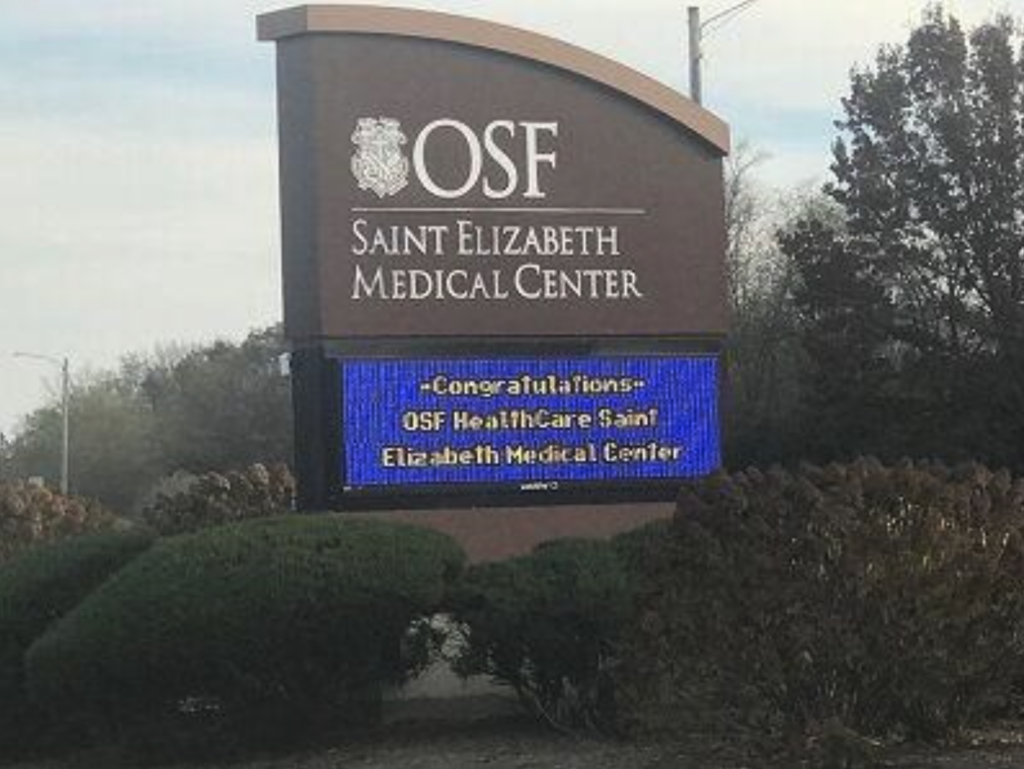 OSF
SAINT ELIZABETH
MEDICAL CENTER
-Congratulations-
OSF HealthCare Saint
Elizabeth Medical Center